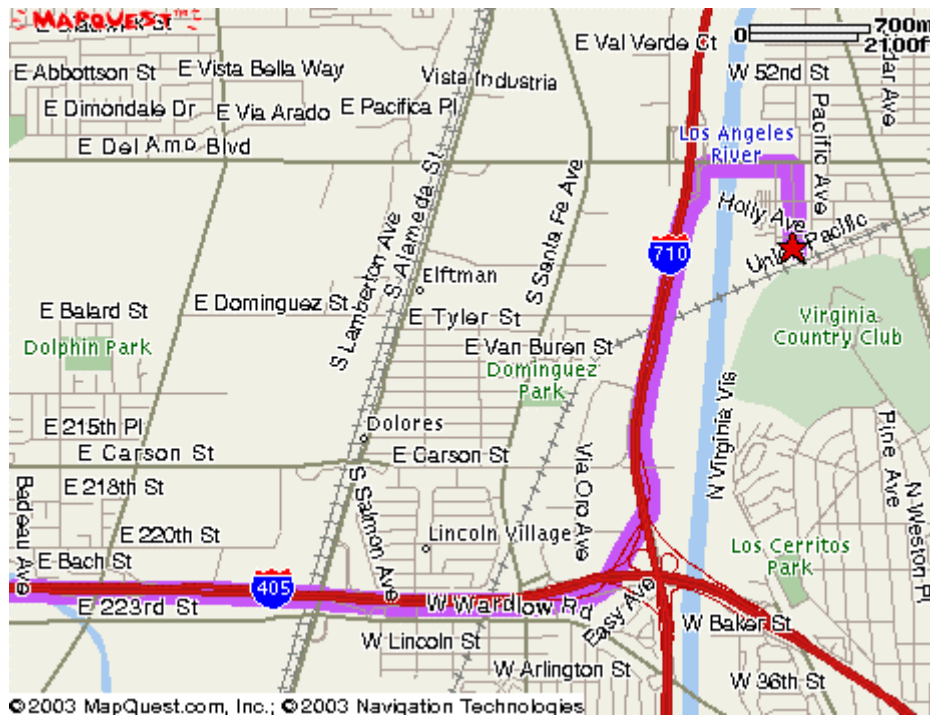 MAPQUEST
0 700m
2100ft
E Val Verde Ct
E Abbottson St
E Vista Bella Way
W 52nd St
Vista Industria
E Dimondale Dr
E Via Arado
E Pacifica Pl
E Del Amo Blvd
Los Angeles
River
Pacific Ave
Holly Ave
Union Pacific
S Lamberton Ave
S Alameda St
S Santa Fe Ave
710
Elftman
E Dominguez St
E Balard St
Dolphin Park
E Tyler St
E Van Buren St
Dominguez
Park
Virginia
Country Club
N Virginia Vis
E 215th Pl
Dolores
E Carson St
E Carson St
Pine Ave
N Weston Pl
Via Oro Ave
E 218th St
S Salmon Ave
Badeau Ave
E 220th St
Lincoln Village
Los Cerritos
Park
E Bach St
405
E 223rd St
W Wardlow Rd
Easy Ave
W Baker St
W Lincoln St
W Arlington St
W 36th St
©2003 MapQuest.com, Inc.; ©2003 Navigation Technologies